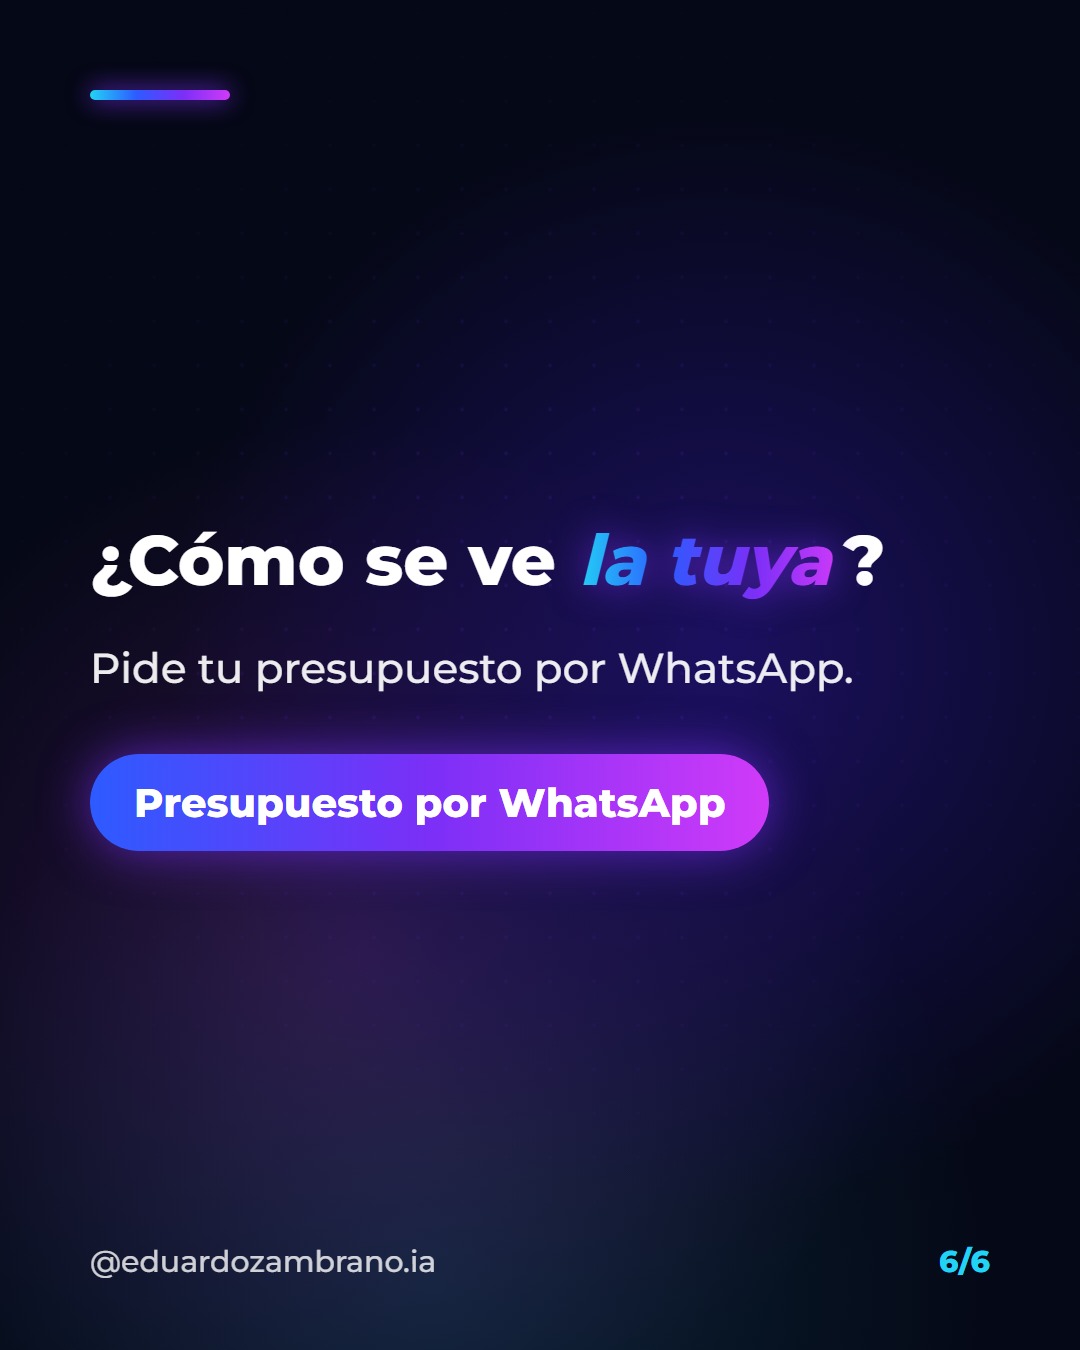 ¿Cómo se ve la tuya?
Pide tu presupuesto por WhatsApp.
Presupuesto por WhatsApp
@eduardozambrano.ia
6/6